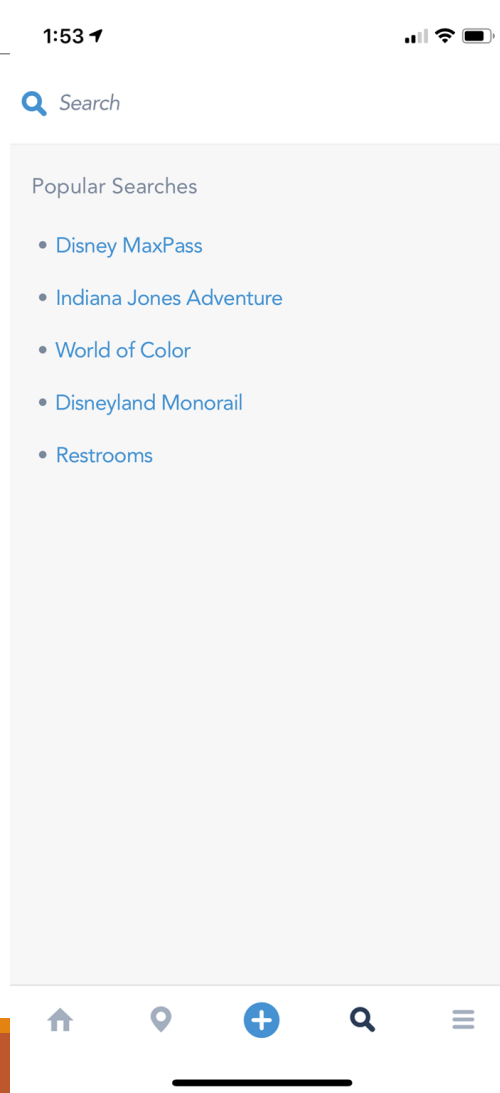 1:53
Search
Popular Searches
• Disney MaxPass
• Indiana Jones Adventure
• World of Color
• Disneyland Monorail
• Restrooms